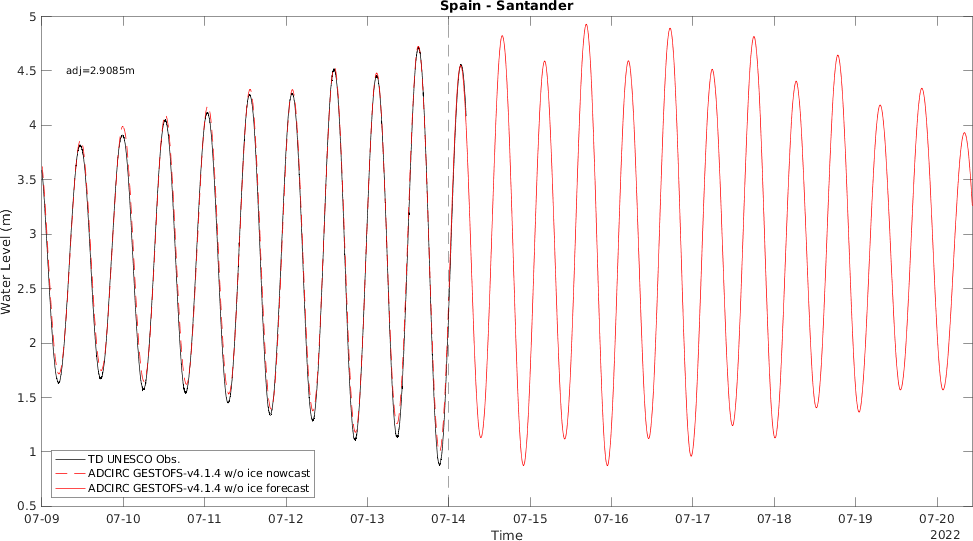 Spain - Santander
adj=2.9085m
5
4.5
4
3.5
3
2.5
2
1.5
1
0.5
Water Level (m)
TD UNESCO Obs.
ADCIRC GESTOFS-v4.1.4 w/o ice nowcast
ADCIRC GESTOFS-v4.1.4 w/o ice forecast
07-09 07-10 07-11 07-12 07-13 07-14 07-15 07-16 07-17 07-18 07-19 07-20
Time
2022